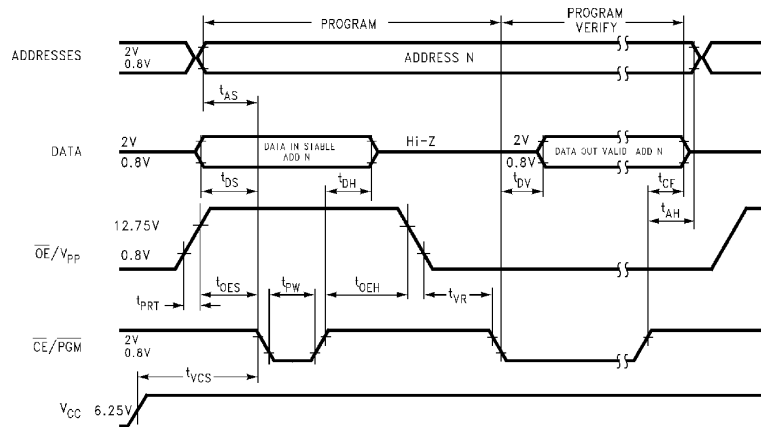 PROGRAM
PROGRAM
VERIFY
ADDRESSES
2V
0.8V
ADDRESS N
tAS
DATA
2V
0.8V
DATA IN STABLE
ADD N
Hi-Z
2V
0.8V
DATA OUT VALID ADD N
tDS
tDH
tDV
tCF
tAH
12.75V
OE/VPP
0.8V
tPRT
tOES
tPW
tOEH
tVR
CE/PGM
2V
0.8V
tVCS
VCC
6.25V